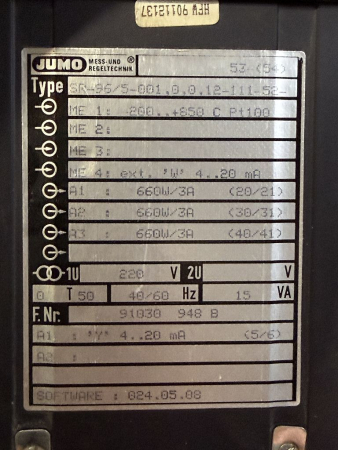 HFW 90112137
JUMO MESS-UND REGELTECHNIK 53 (54)
Type SR-96/5-001,0,0,12-111-52-
ME 1: -200..+850 C Pt100
ME 2:
ME 3:
ME 4: ext. 'W' 4..20 mA
A1 : 660W/3A (20/21)
A2 : 660W/3A (30/31)
A3 : 660W/3A (40/41)
1U 220 V 2U V
0 T 50 40/60 Hz 15 VA
F.Nr. 91030 948 B
A1 : 'Y' 4..20 mA (5/6)
A2 :
SOFTWARE : 024.05.08